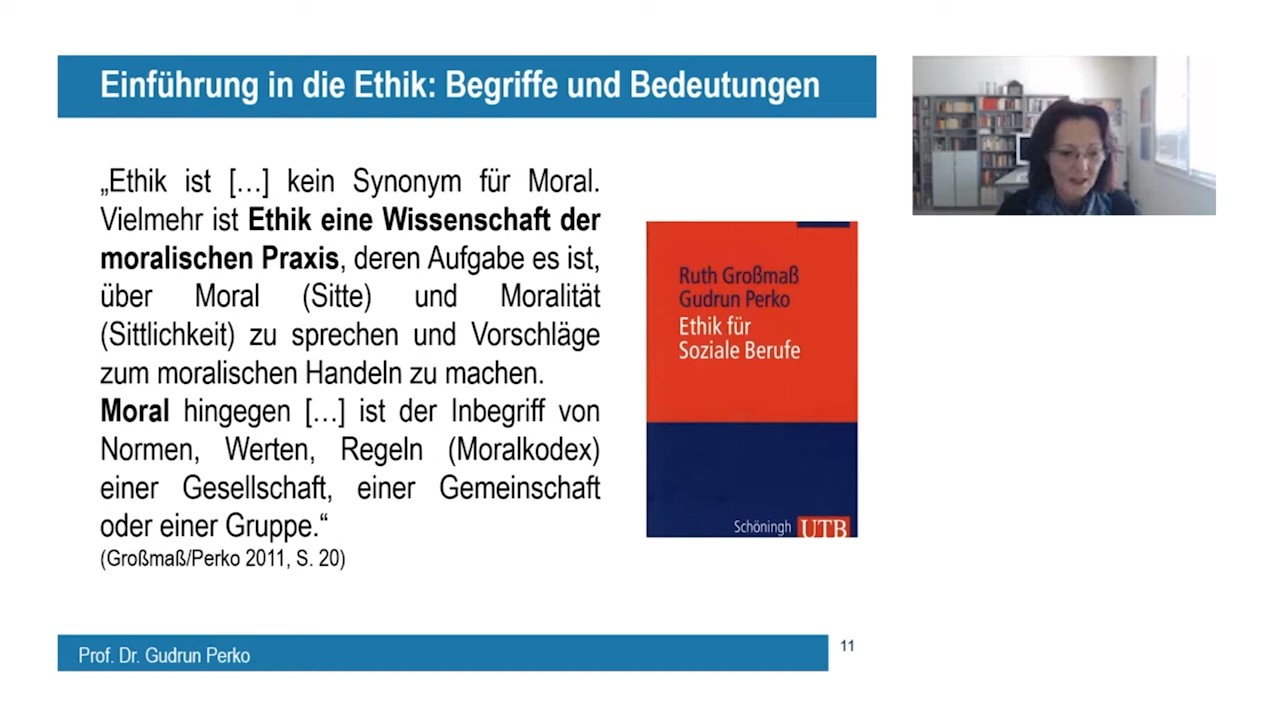 Einführung in die Ethik: Begriffe und Bedeutungen
„Ethik ist […] kein Synonym für Moral.
Vielmehr ist Ethik eine Wissenschaft der
moralischen Praxis, deren Aufgabe es ist,
über Moral (Sitte) und Moralität
(Sittlichkeit) zu sprechen und Vorschläge
zum moralischen Handeln zu machen.
Moral hingegen […] ist der Inbegriff von
Normen, Werten, Regeln (Moralkodex)
einer Gesellschaft, einer Gemeinschaft
oder einer Gruppe.“
(Großmaß/Perko 2011, S. 20)
Ruth Großmaß
Gudrun Perko
Ethik für
Soziale Berufe
Schöningh UTB
Prof. Dr. Gudrun Perko
11